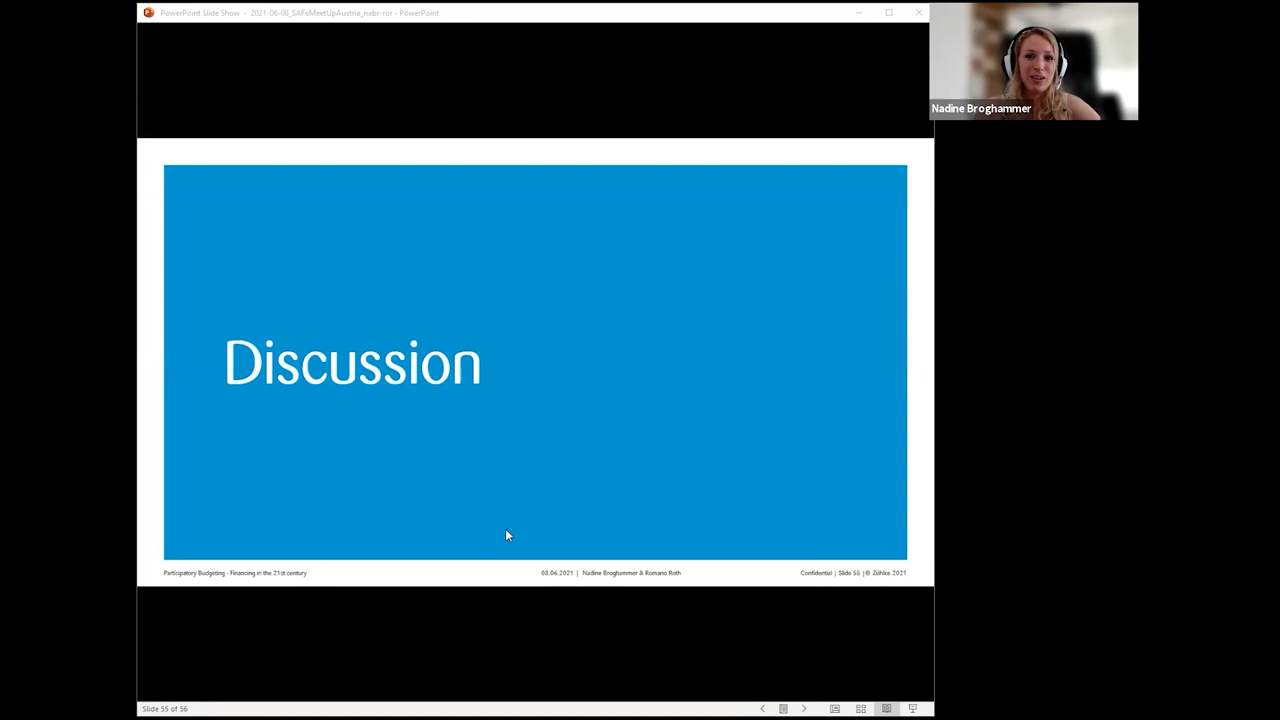 PowerPoint Slide Show - 2021-06-08_SAFeMeetUpAustria_nabr-ror - PowerPoint
Nadine Broghammer
Discussion
Participatory Budgeting - Financing in the 21st century
08.06.2021 | Nadine Broghammer & Romano Roth
Confidential | Slide 55 | © Zühlke 2021
Slide 55 of 56